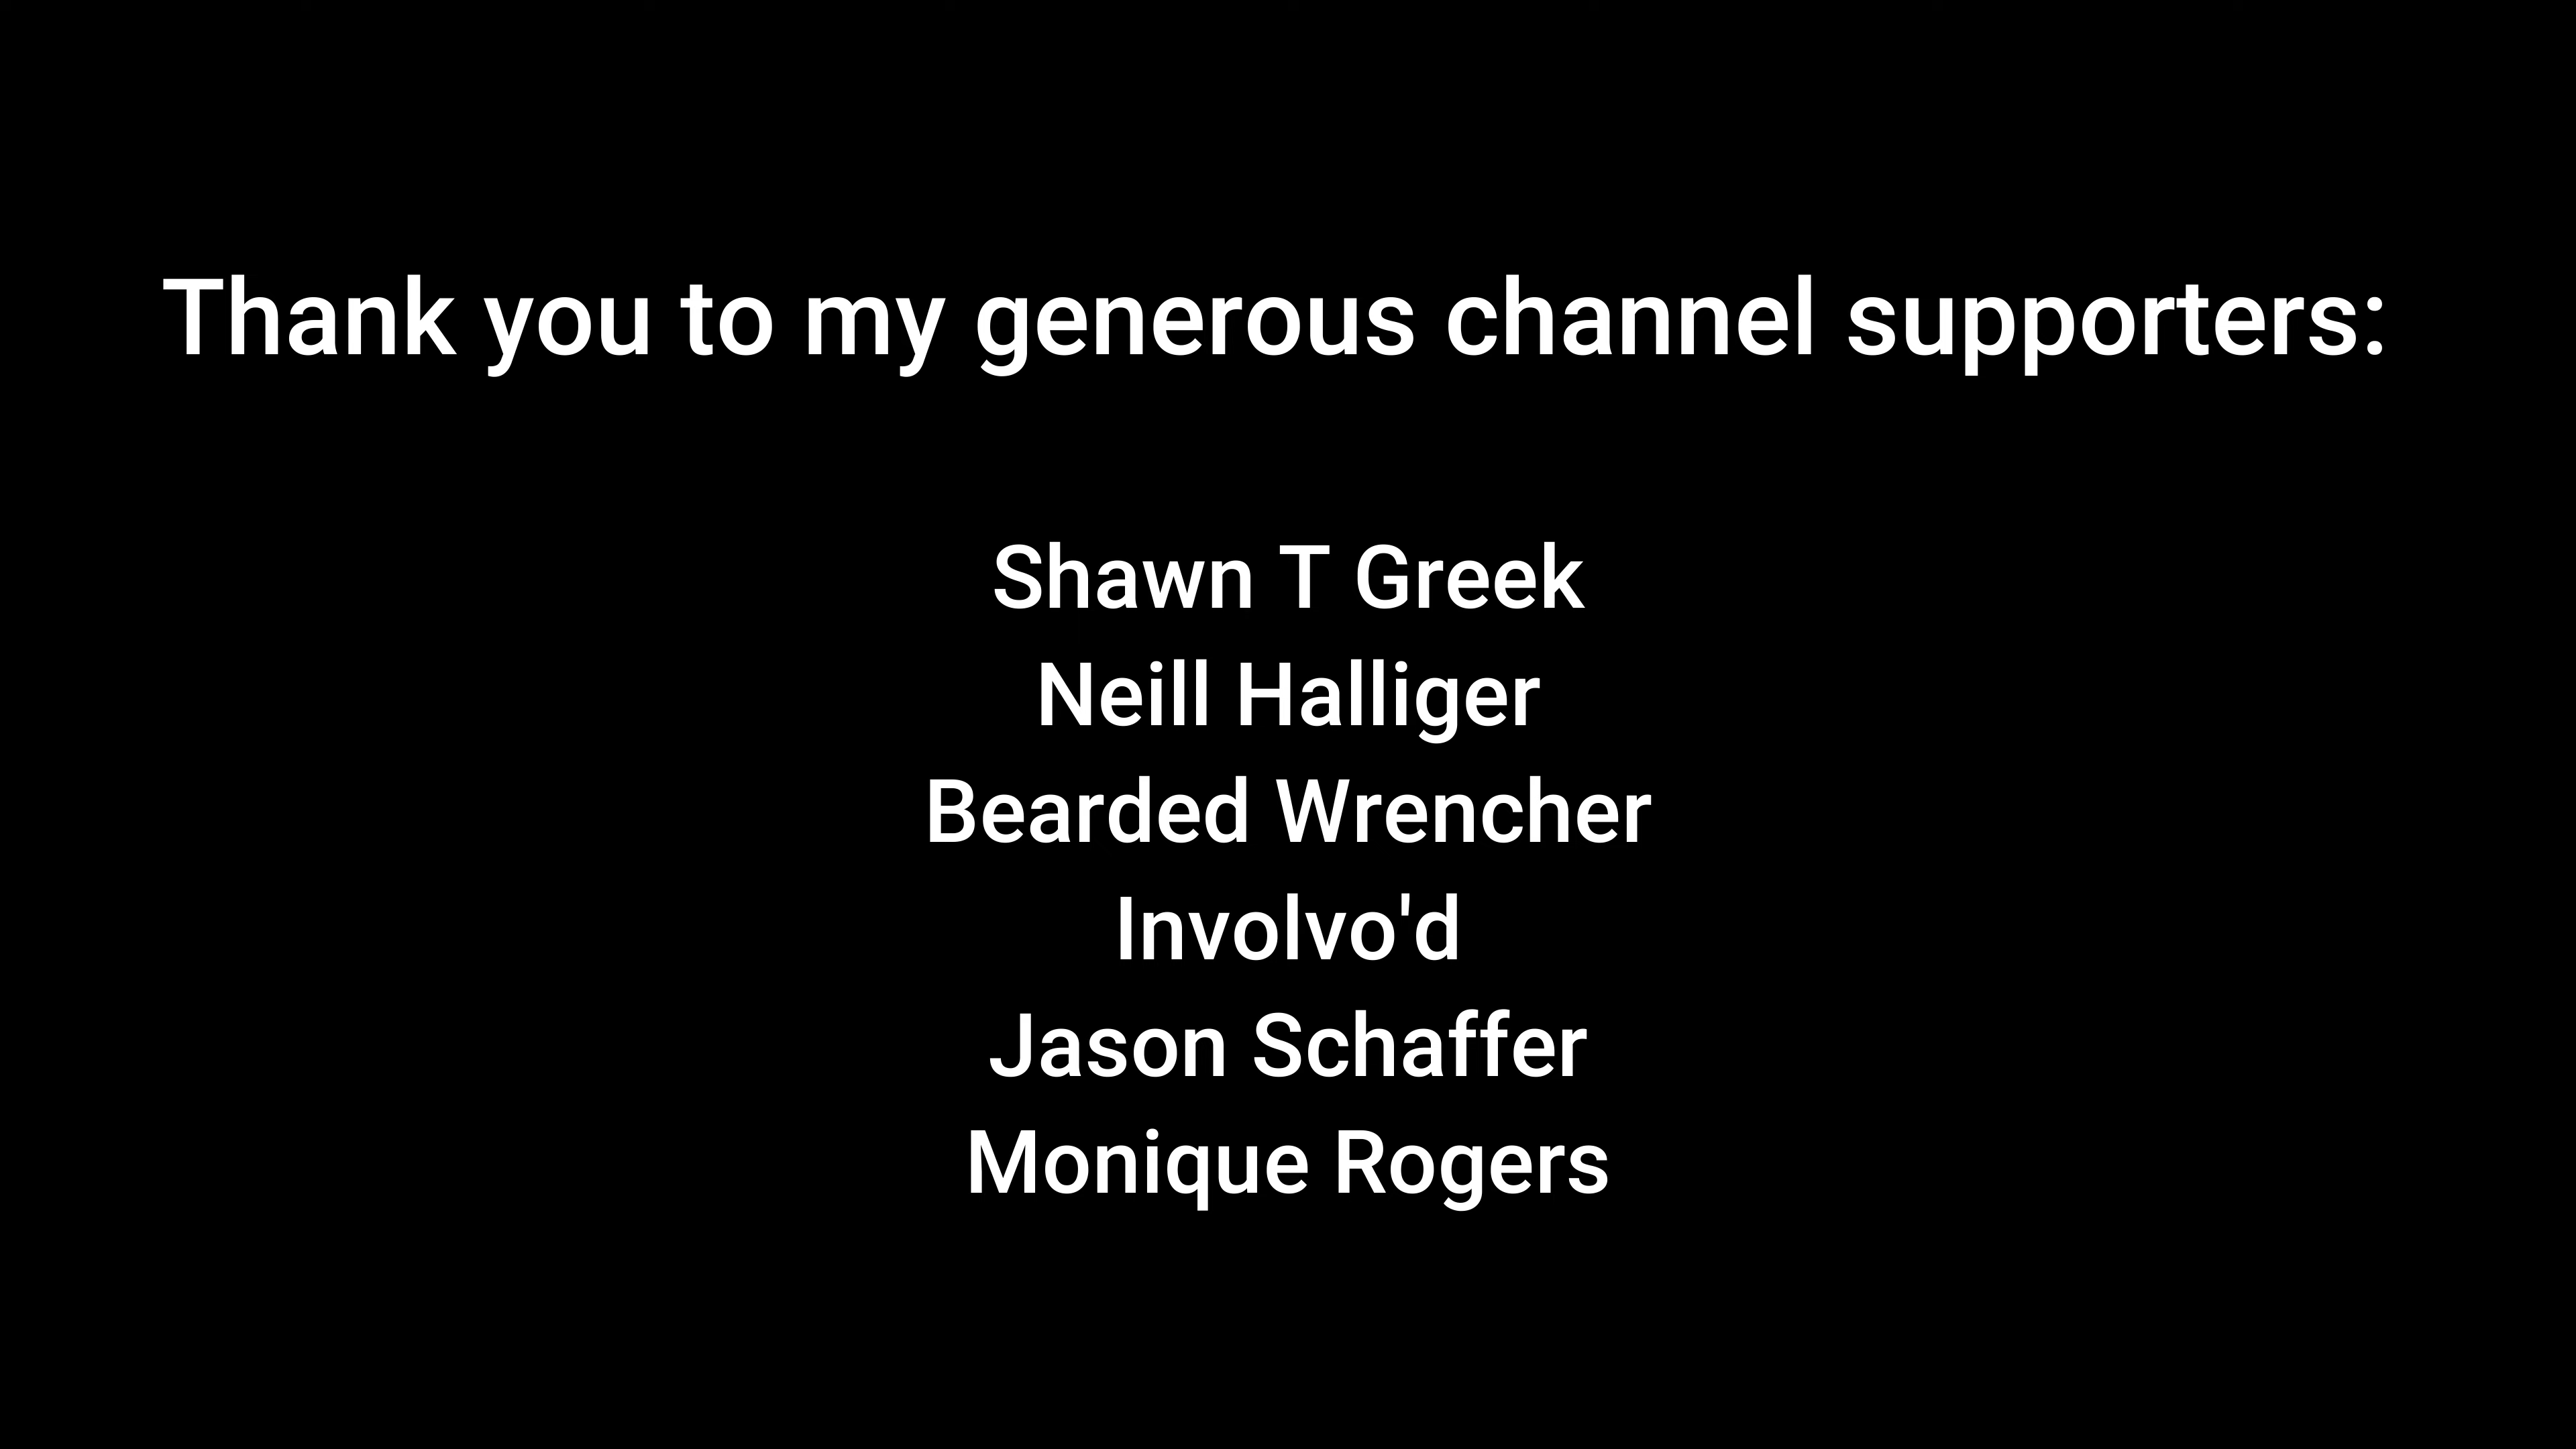 Thank you to my generous channel supporters:
Shawn T Greek
Neill Halliger
Bearded Wrencher
Involvo'd
Jason Schaffer
Monique Rogers